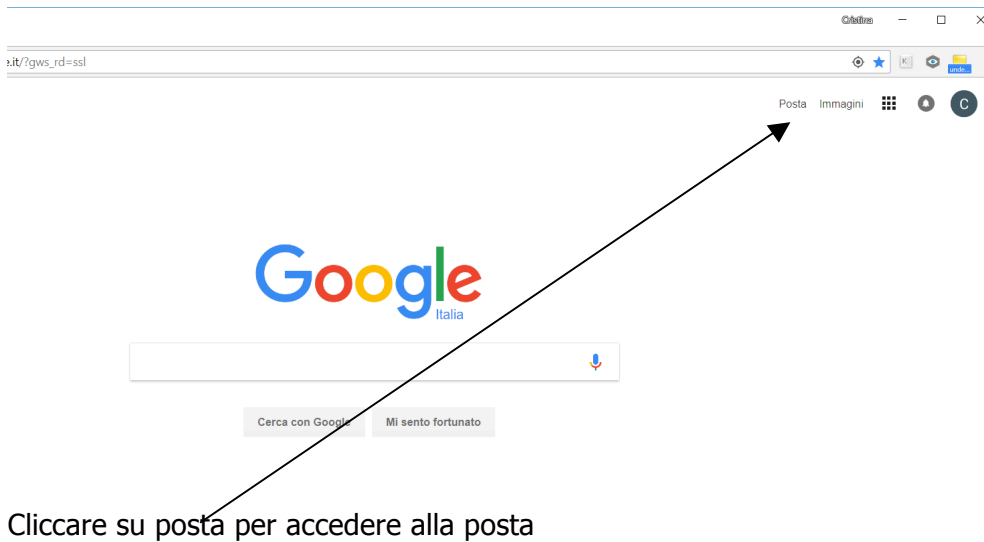 Cristina
e.it/?gws_rd=ssl
K
unde...
Posta Immagini
C
Google
Italia
Cerca con Google Mi sento fortunato
Cliccare su posta per accedere alla posta